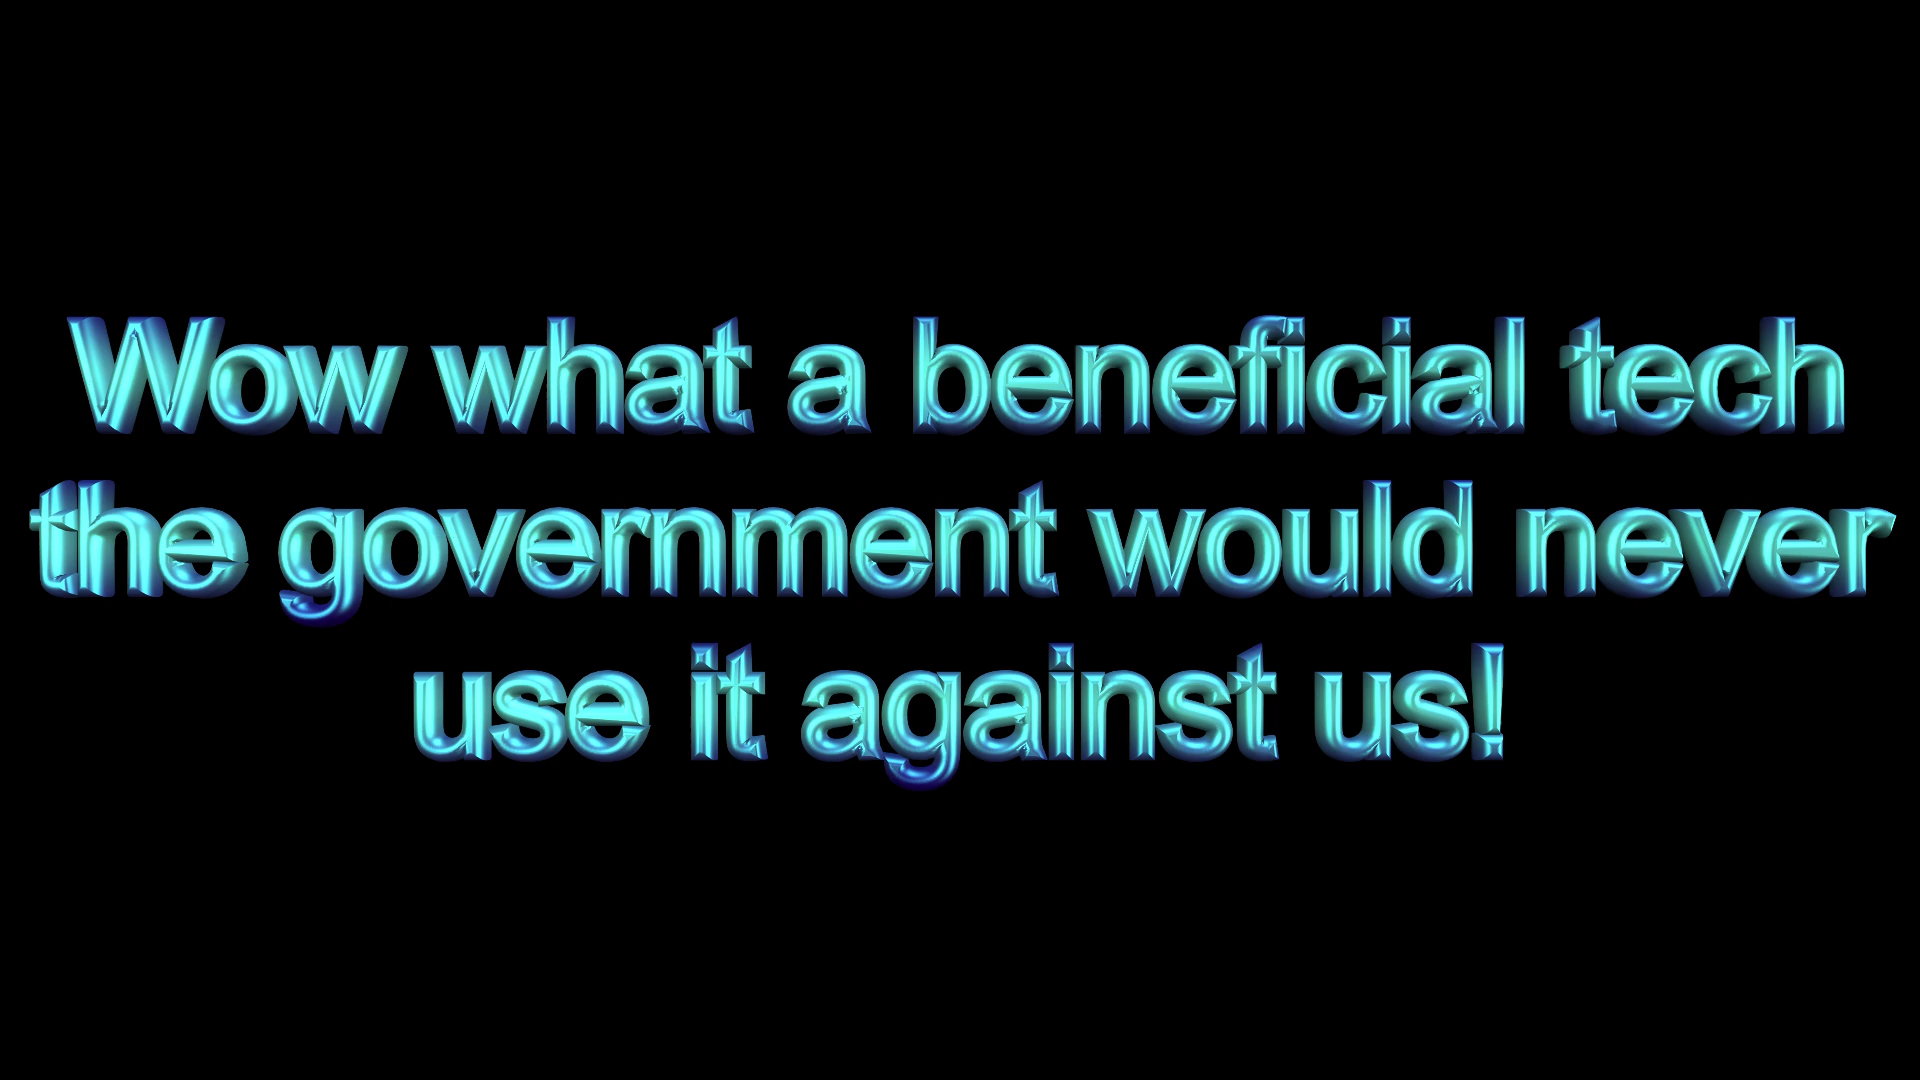 Wow what a beneficial tech
the government would never
use it against us!